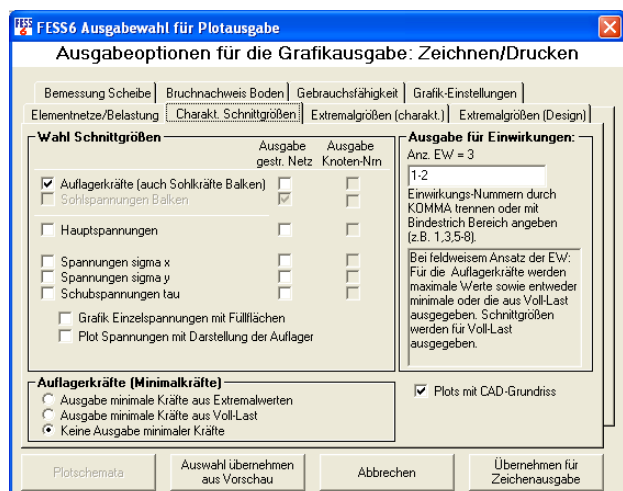 FESS6 Ausgabewahl für Plotausgabe
Ausgabeoptionen für die Grafikausgabe: Zeichnen/Drucken
Bemessung Scheibe Bruchnachweis Boden Gebrauchsfähigkeit Grafik-Einstellungen
Elementnetze/Belastung Charakt. Schnittgrößen Extremalgrößen (charakt.) Extremalgrößen (Design)
Wahl Schnittgrößen
Ausgabe gestr. Netz
Ausgabe Knoten-Nrn
Auflagerkräfte (auch Sohlkräfte Balken)
Sohlspannungen Balken
Hauptspannungen
Spannungen sigma x
Spannungen sigma y
Schubspannungen tau
Grafik Einzelspannungen mit Füllflächen
Plot Spannungen mit Darstellung der Auflager
Ausgabe für Einwirkungen:
Anz. EW = 3
1-2
Einwirkungs-Nummern durch
KOMMA trennen oder mit
Bindestrich Bereich angeben
(z.B. 1,3,5-8).
Bei feldweisem Ansatz der EW:
Für die Auflagerkräfte werden
maximale Werte sowie entweder
minimale oder die aus Voll-Last
ausgegeben. Schnittgrößen
werden für Voll-Last
ausgegeben.
Auflagerkräfte (Minimalkräfte)
Ausgabe minimale Kräfte aus Extremalwerten
Ausgabe minimale Kräfte aus Voll-Last
Keine Ausgabe minimaler Kräfte
Plots mit CAD-Grundriss
Plotschemata
Auswahl übernehmen
aus Vorschau
Abbrechen
Übernehmen für
Zeichenausgabe